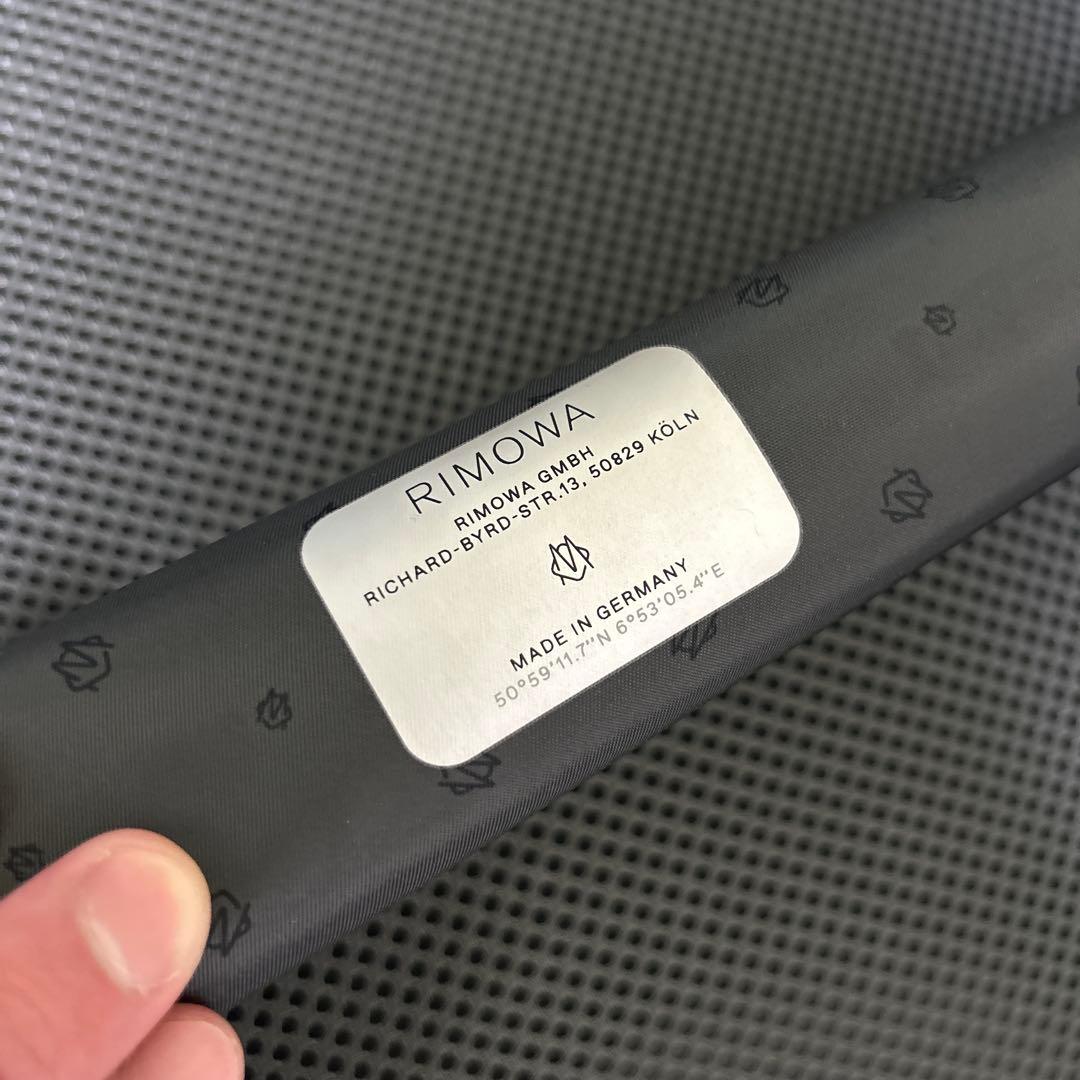 RIMOWA
RIMOWA GMBH
RICHARD-BYRD-STR.13, 50829 KÖLN
MADE IN GERMANY
50°59'11.7"N 6°53'05.4"E